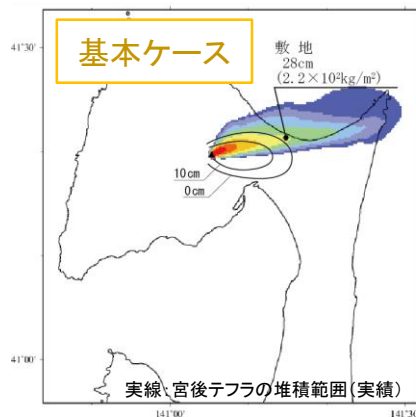 41°30'
基本ケース
敷 地
28cm
(2.2×10²kg/m²)
10cm
0cm
41°00'
実線:宮後テフラの堆積範囲(実績)
141°00'
141°30